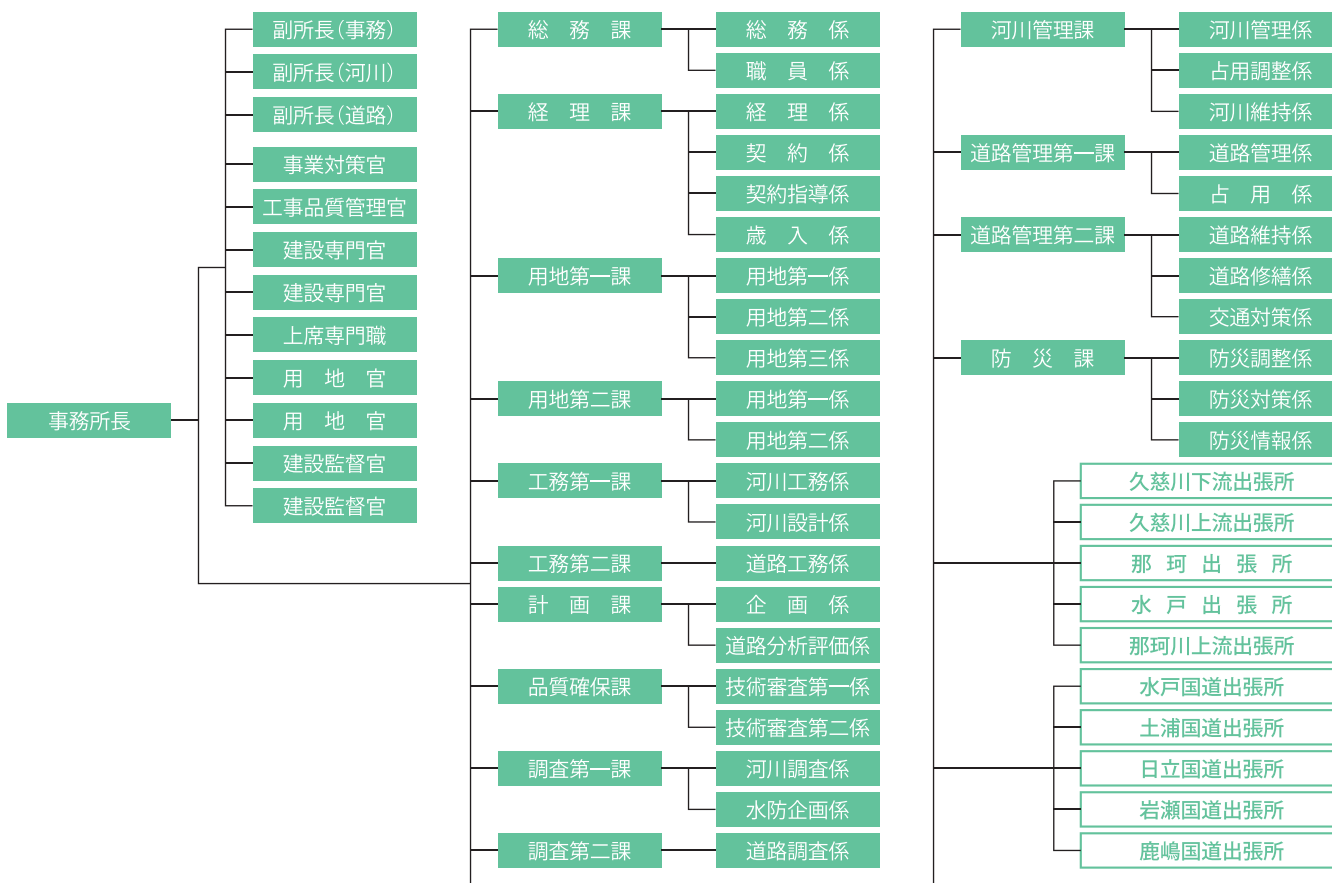 事務所長
副所長（事務）
副所長（河川）
副所長（道路）
事業対策官
工事品質管理官
建設専門官
建設専門官
上席専門職
用地官
用地官
建設監督官
建設監督官
総務課
総務係
職員係
経理課
経理係
契約係
契約指導係
歳入係
用地第一課
用地第一係
用地第二係
用地第三係
用地第二課
用地第一係
用地第二係
工務第一課
河川工務係
河川設計係
工務第二課
道路工務係
計画課
企画係
道路分析評価係
品質確保課
技術審査第一係
技術審査第二係
調査第一課
河川調査係
水防企画係
調査第二課
道路調査係
河川管理課
河川管理係
占用調整係
河川維持係
道路管理第一課
道路管理係
占用係
道路管理第二課
道路維持係
道路修繕係
交通対策係
防災課
防災調整係
防災対策係
防災情報係
久慈川下流出張所
久慈川上流出張所
那珂出張所
水戸出張所
那珂川上流出張所
水戸国道出張所
土浦国道出張所
日立国道出張所
岩瀬国道出張所
鹿嶋国道出張所